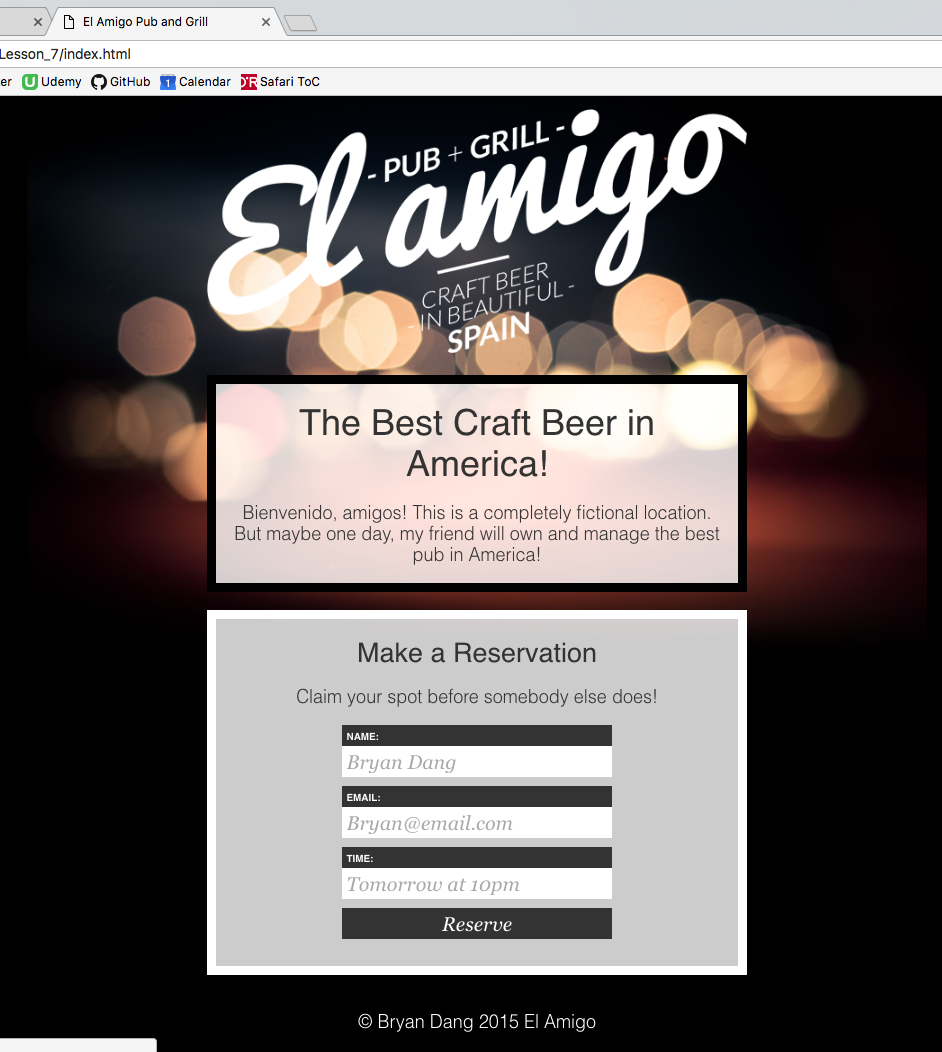 El Amigo Pub and Grill
Lesson_7/index.html
er Udemy GitHub 1 Calendar Safari ToC
- PUB + GRILL -
El amigo
CRAFT BEER
- IN BEAUTIFUL -
SPAIN
The Best Craft Beer in
America!
Bienvenido, amigos! This is a completely fictional location.
But maybe one day, my friend will own and manage the best
pub in America!
Make a Reservation
Claim your spot before somebody else does!
NAME:
Bryan Dang
EMAIL:
Bryan@email.com
TIME:
Tomorrow at 10pm
Reserve
© Bryan Dang 2015 El Amigo